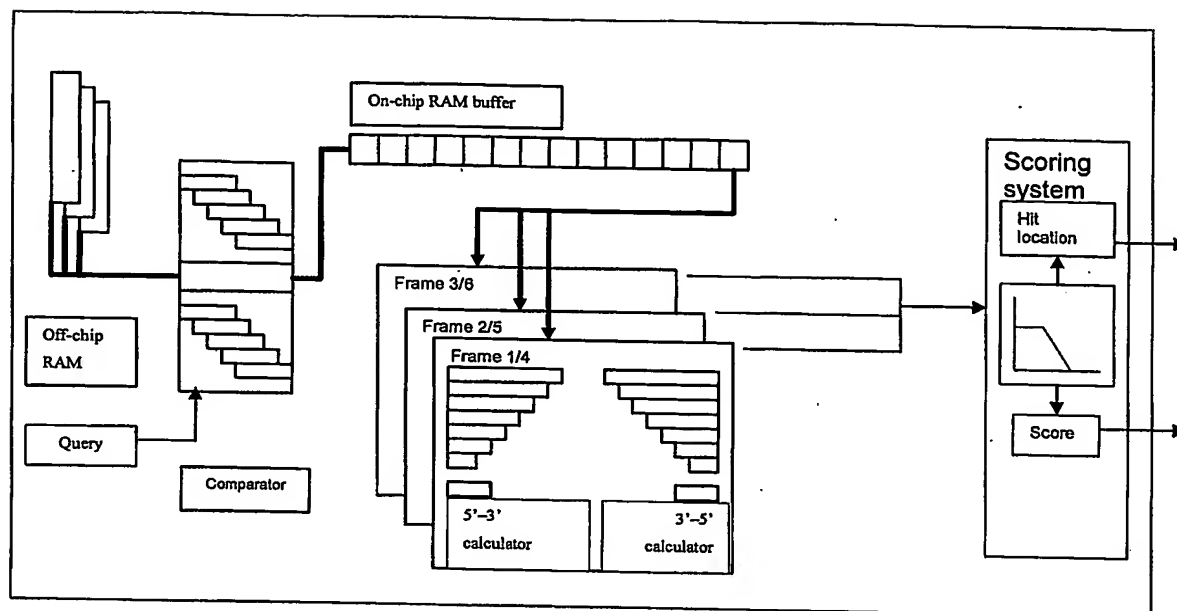 On-chip RAM buffer
Scoring
system
Hit
location
Frame 3/6
Frame 2/5
Off-chip
RAM
Frame 1/4
Query
Score
Comparator
5'–3'
calculator
3'–5'
calculator